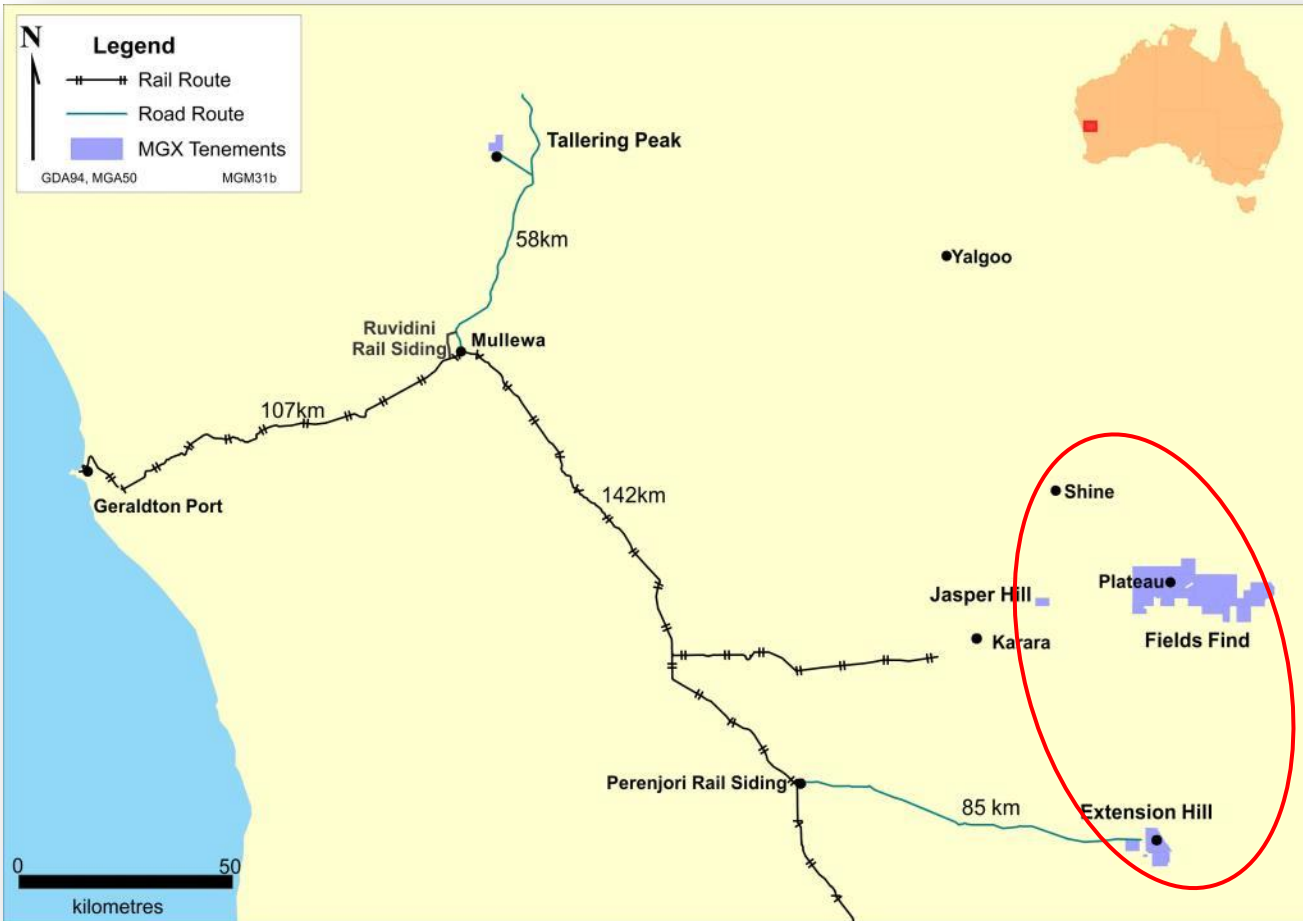 N
Legend
Rail Route
Road Route
MGX Tenements
GDA94, MGA50 MGM31b
Tallering Peak
58km
Yalgoo
Ruvidini
Rail Siding
Mullewa
107km
Geraldton Port
142km
Shine
Plateau
Jasper Hill
Karara
Fields Find
Perenjori Rail Siding
85 km
Extension Hill
0 50
kilometres